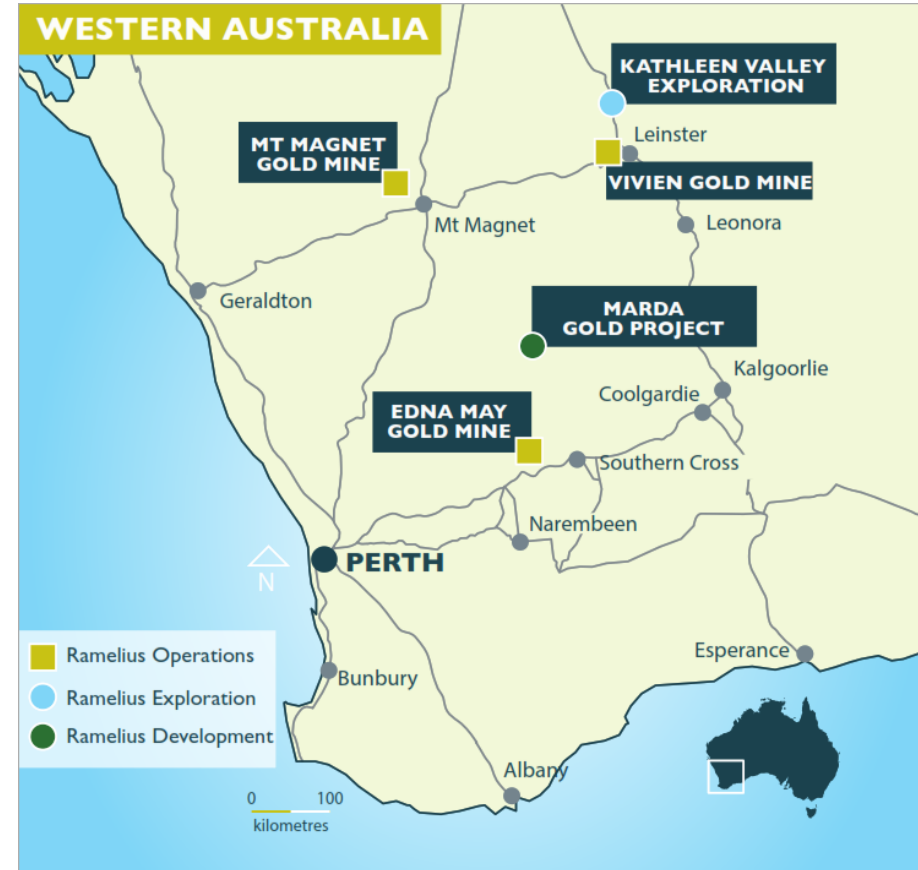 WESTERN AUSTRALIA
KATHLEEN VALLEY
EXPLORATION
MT MAGNET
GOLD MINE
Leinster
VIVIEN GOLD MINE
Mt Magnet
Leonora
Geraldton
MARDA
GOLD PROJECT
Kalgoorlie
Coolgardie
EDNA MAY
GOLD MINE
Southern Cross
Narembeen
PERTH
N
Ramelius Operations
Ramelius Exploration
Ramelius Development
Bunbury
Esperance
Albany
0 100
kilometres